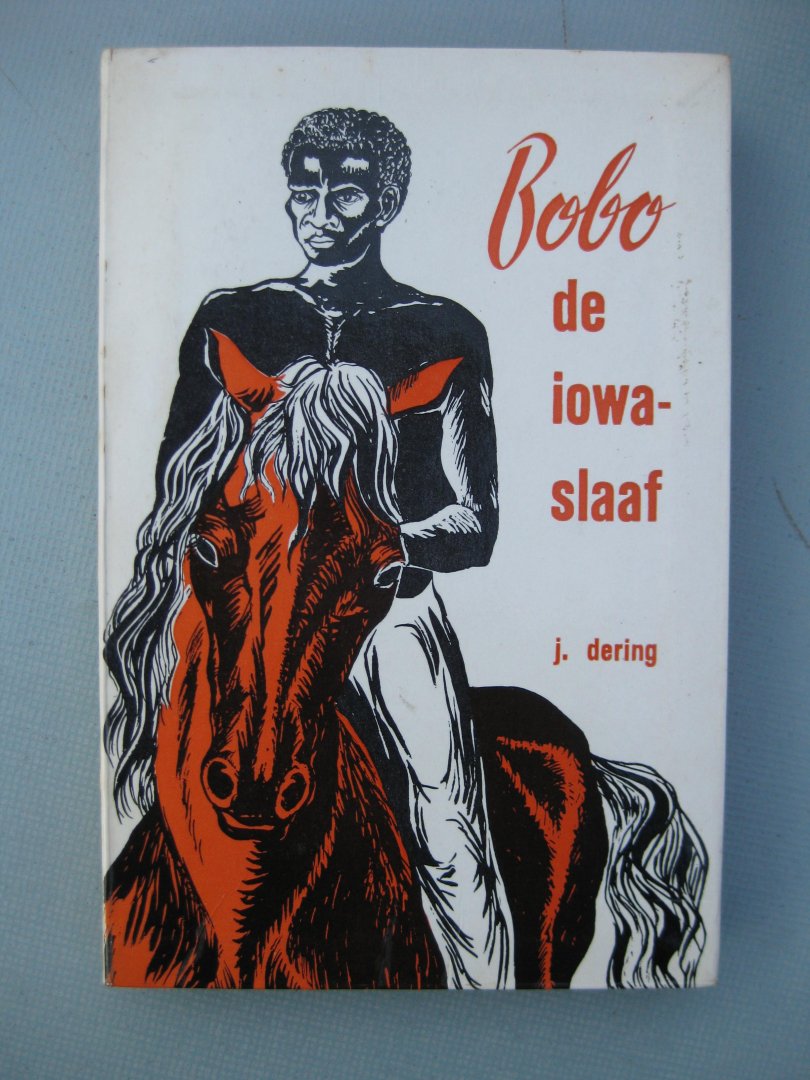 Bobo
de
iowa-
slaaf
j. dering